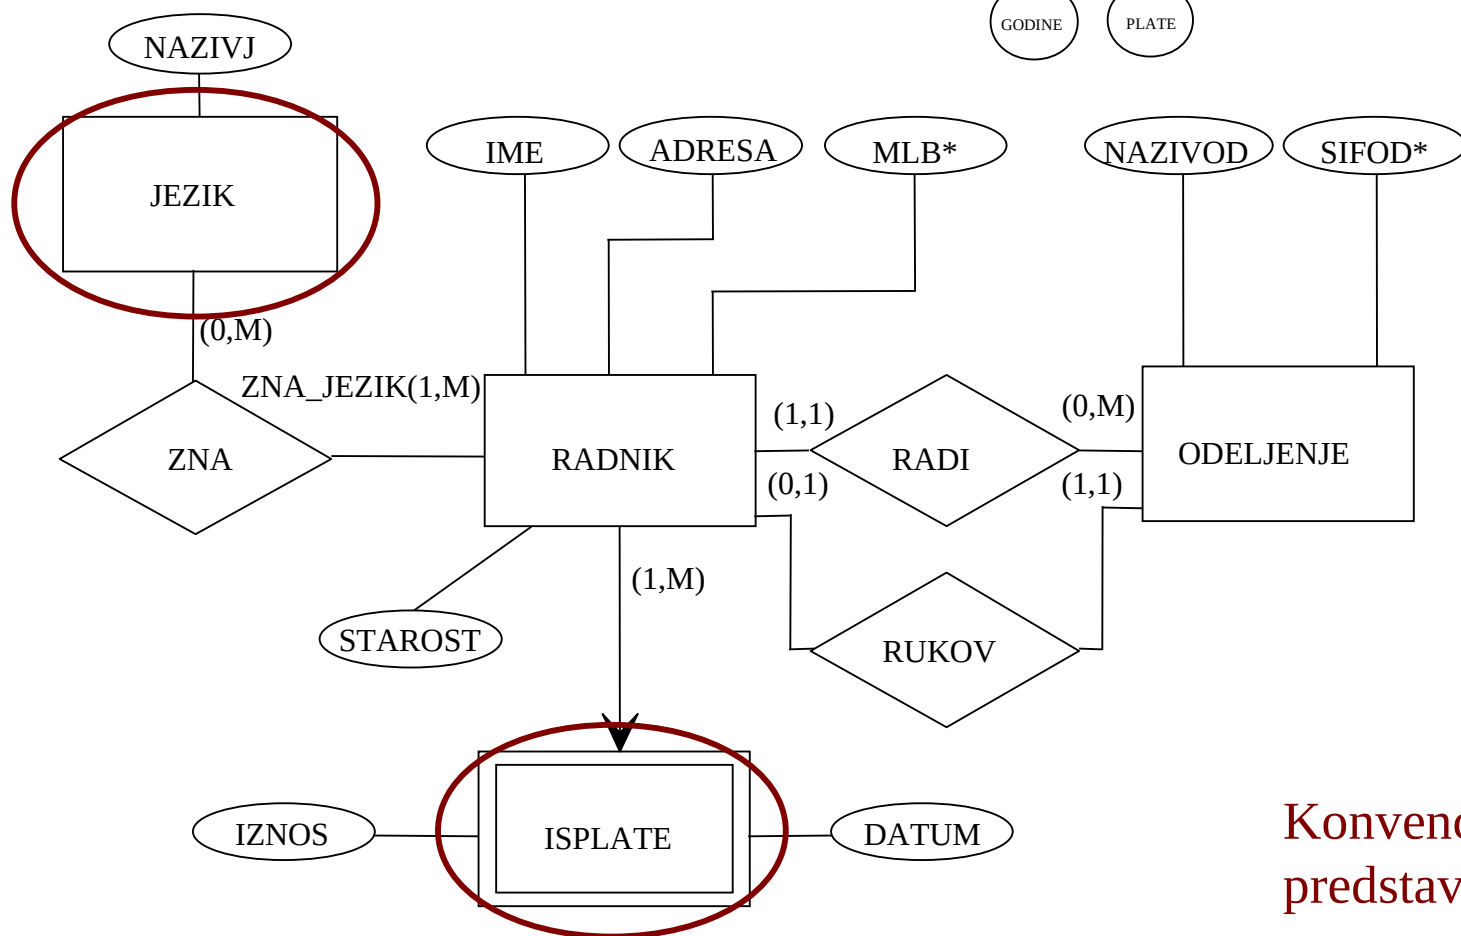 GODINE PLATE
NAZIVJ
IME ADRESA MLB* NAZIVOD SIFOD*
JEZIK
(0,M)
ZNA_JEZIK(1,M)
(1,1) (0,M)
ZNA RADNIK RADI ODELJENJE
(0,1) (1,1)
(1,M)
STAROST RUKOV
IZNOS ISPLATE DATUM